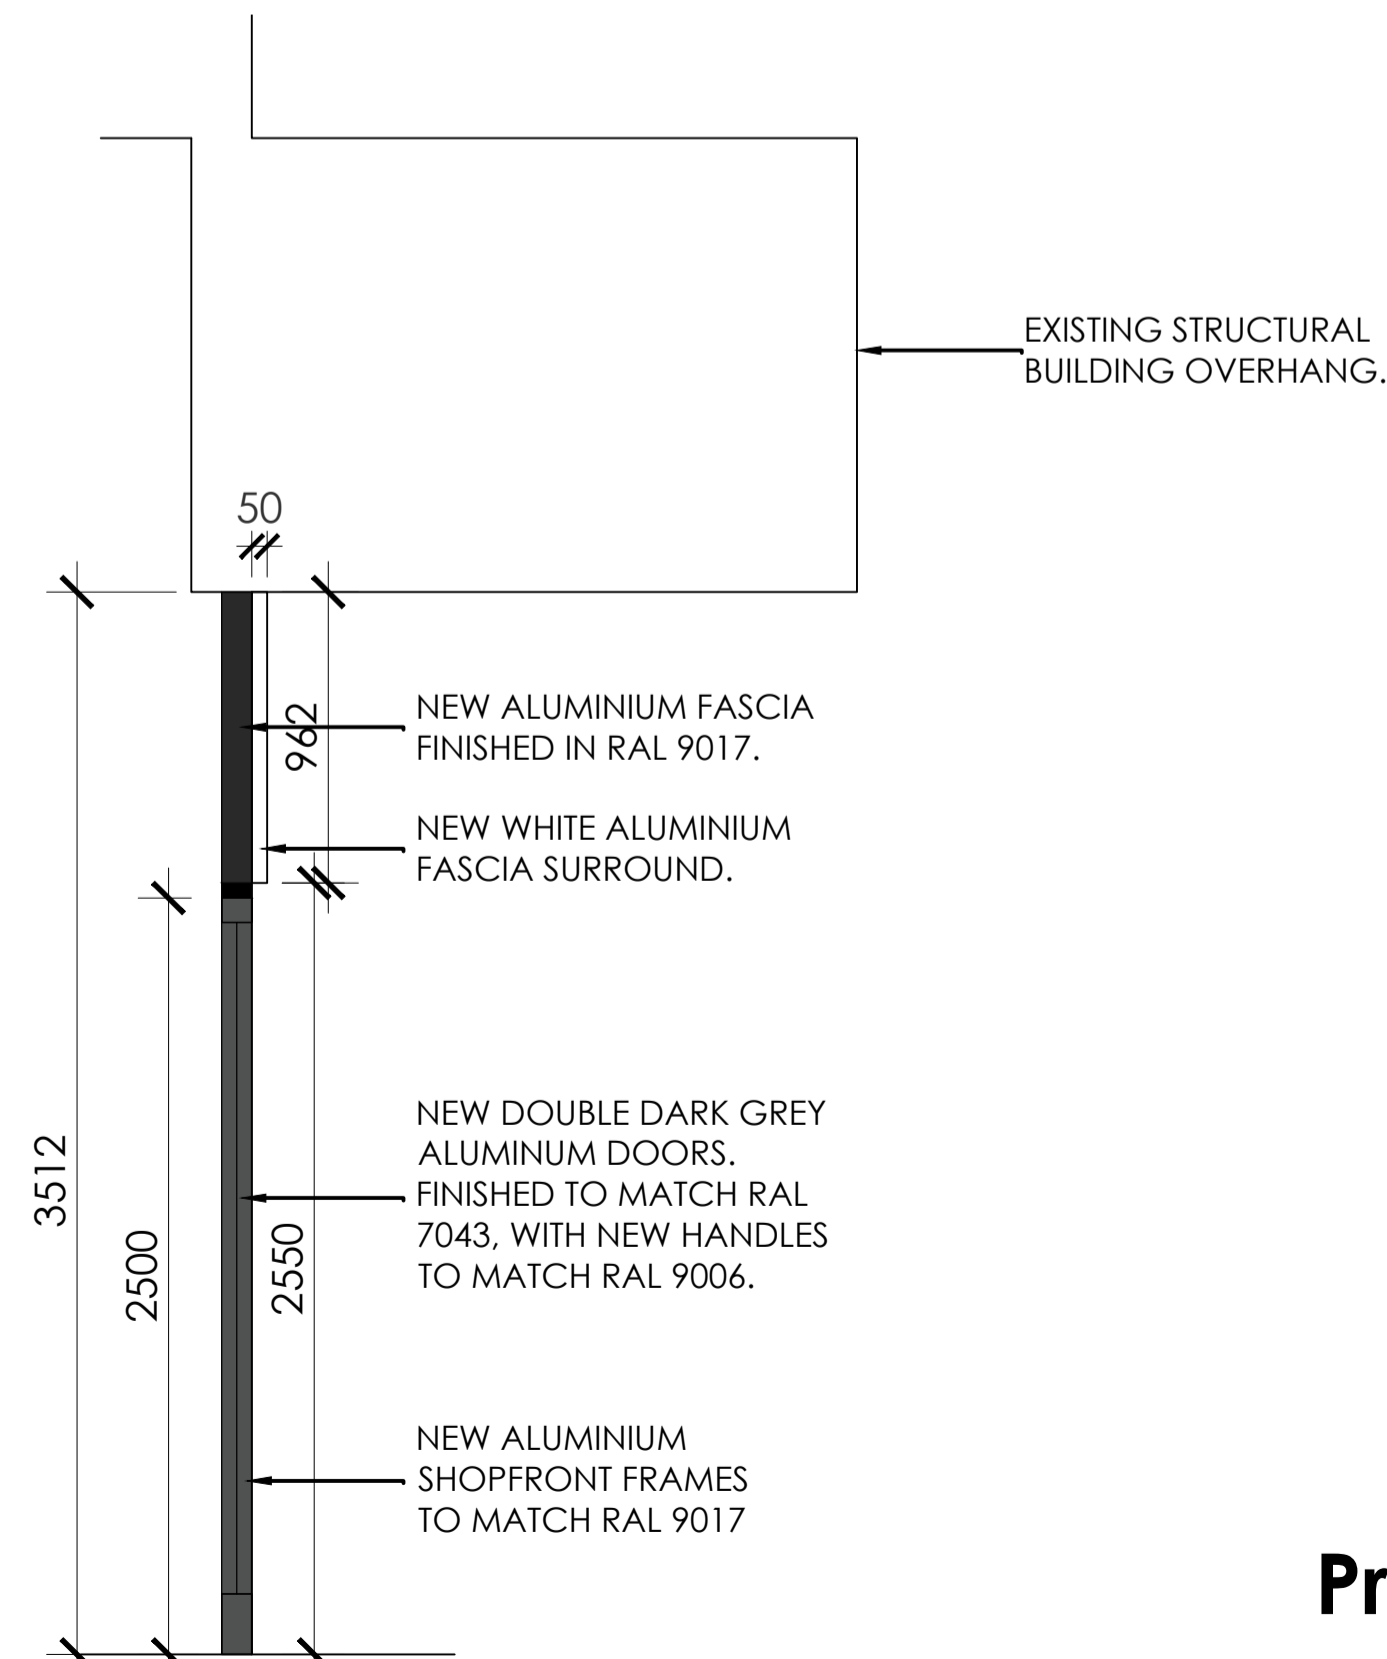 EXISTING STRUCTURAL
BUILDING OVERHANG.
50
962
NEW ALUMINIUM FASCIA
FINISHED IN RAL 9017.
NEW WHITE ALUMINIUM
FASCIA SURROUND.
NEW DOUBLE DARK GREY
ALUMINUM DOORS.
FINISHED TO MATCH RAL
7043, WITH NEW HANDLES
TO MATCH RAL 9006.
3512
2500
2550
NEW ALUMINIUM
SHOPFRONT FRAMES
TO MATCH RAL 9017
Pr